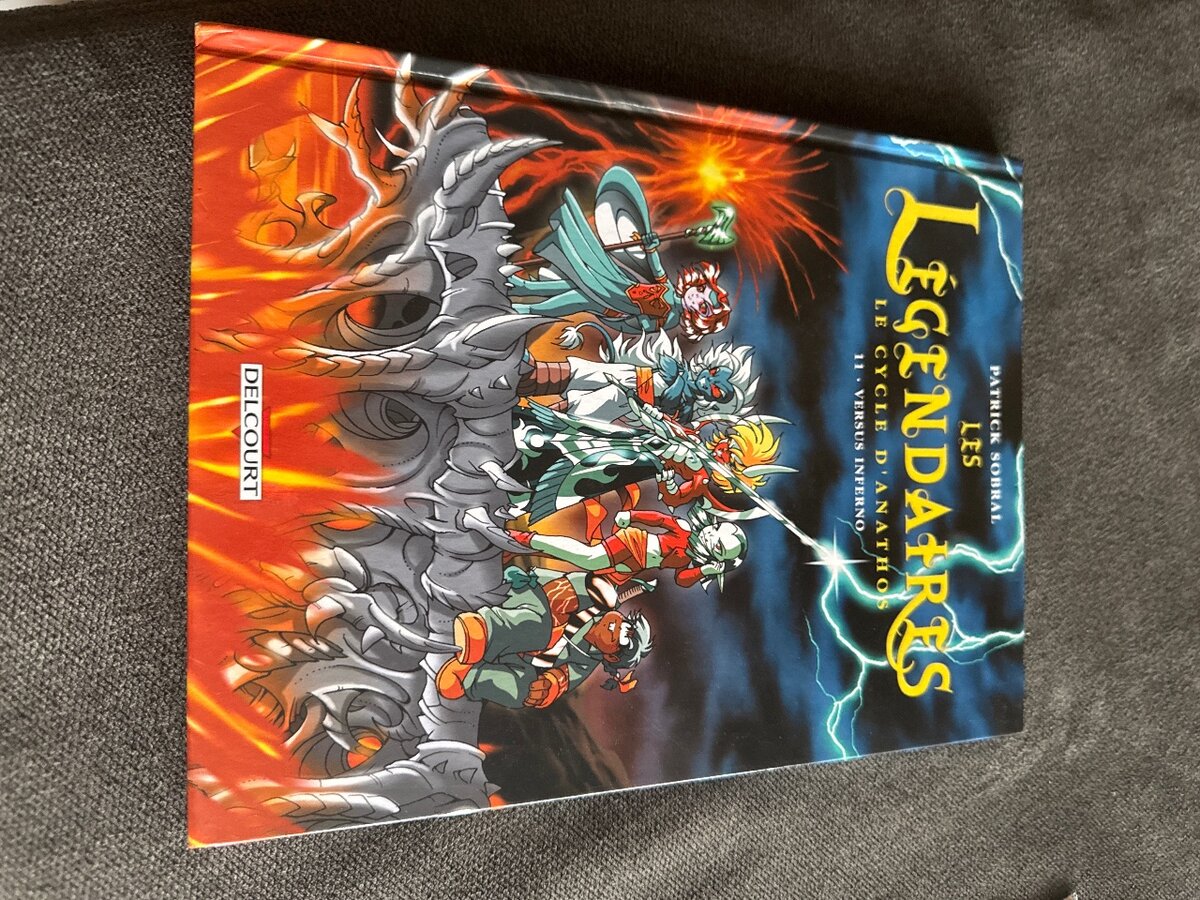 PATRICK SOBRAL
LES
LÉGENDAIRES
LE CYCLE D'ANATHOS
11 · VERSUS INFERNO
DELCOURT